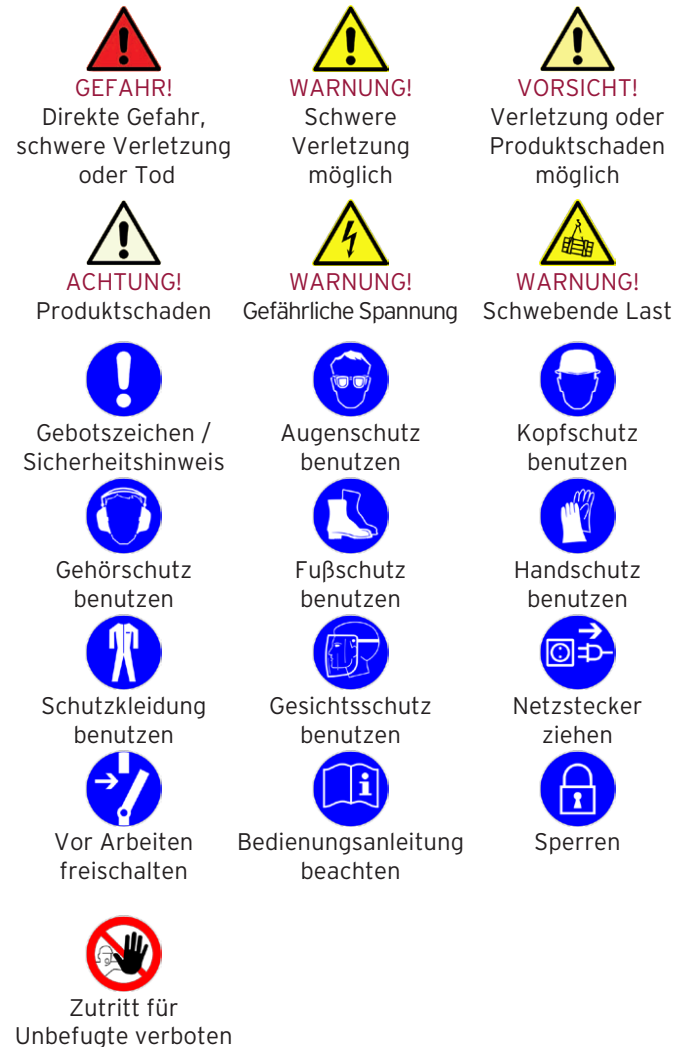 GEFAHR!
Direkte Gefahr,
schwere Verletzung
oder Tod
WARNUNG!
Schwere
Verletzung
möglich
VORSICHT!
Verletzung oder
Produktschaden
möglich
ACHTUNG!
Produktschaden
WARNUNG!
Gefährliche Spannung
WARNUNG!
Schwebende Last
Gebotszeichen /
Sicherheitshinweis
Augenschutz
benutzen
Kopfschutz
benutzen
Gehörschutz
benutzen
Fußschutz
benutzen
Handschutz
benutzen
Schutzkleidung
benutzen
Gesichtsschutz
benutzen
Netzstecker
ziehen
Vor Arbeiten
freischalten
Bedienungsanleitung
beachten
Sperren
Zutritt für
Unbefugte verboten